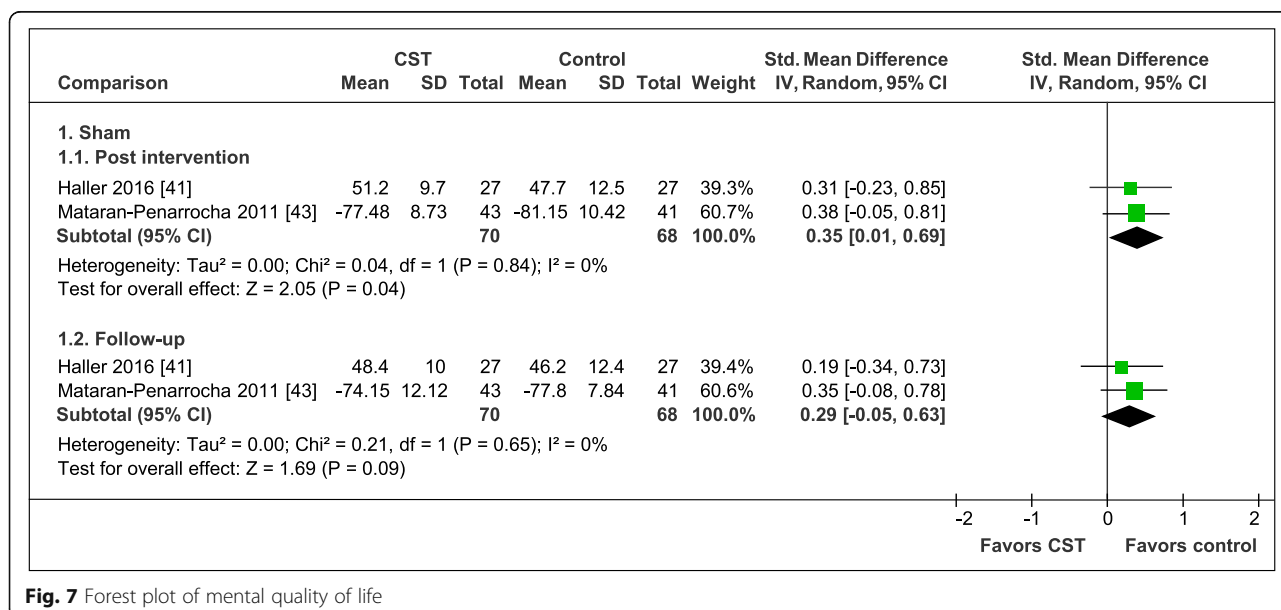 CST Control Std. Mean Difference Std. Mean Difference
Comparison Mean SD Total Mean SD Total Weight IV, Random, 95% CI IV, Random, 95% CI
1. Sham
1.1. Post intervention
Haller 2016 [41] 51.2 9.7 27 47.7 12.5 27 39.3% 0.31 [-0.23, 0.85]
Mataran-Penarrocha 2011 [43] -77.48 8.73 43 -81.15 10.42 41 60.7% 0.38 [-0.05, 0.81]
Subtotal (95% CI) 70 68 100.0% 0.35 [0.01, 0.69]
Heterogeneity: Tau² = 0.00; Chi² = 0.04, df = 1 (P = 0.84); I² = 0%
Test for overall effect: Z = 2.05 (P = 0.04)
1.2. Follow-up
Haller 2016 [41] 48.4 10 27 46.2 12.4 27 39.4% 0.19 [-0.34, 0.73]
Mataran-Penarrocha 2011 [43] -74.15 12.12 43 -77.8 7.84 41 60.6% 0.35 [-0.08, 0.78]
Subtotal (95% CI) 70 68 100.0% 0.29 [-0.05, 0.63]
Heterogeneity: Tau² = 0.00; Chi² = 0.21, df = 1 (P = 0.65); I² = 0%
Test for overall effect: Z = 1.69 (P = 0.09)
-2 -1 0 1 2
Favors CST Favors control
Fig. 7 Forest plot of mental quality of life